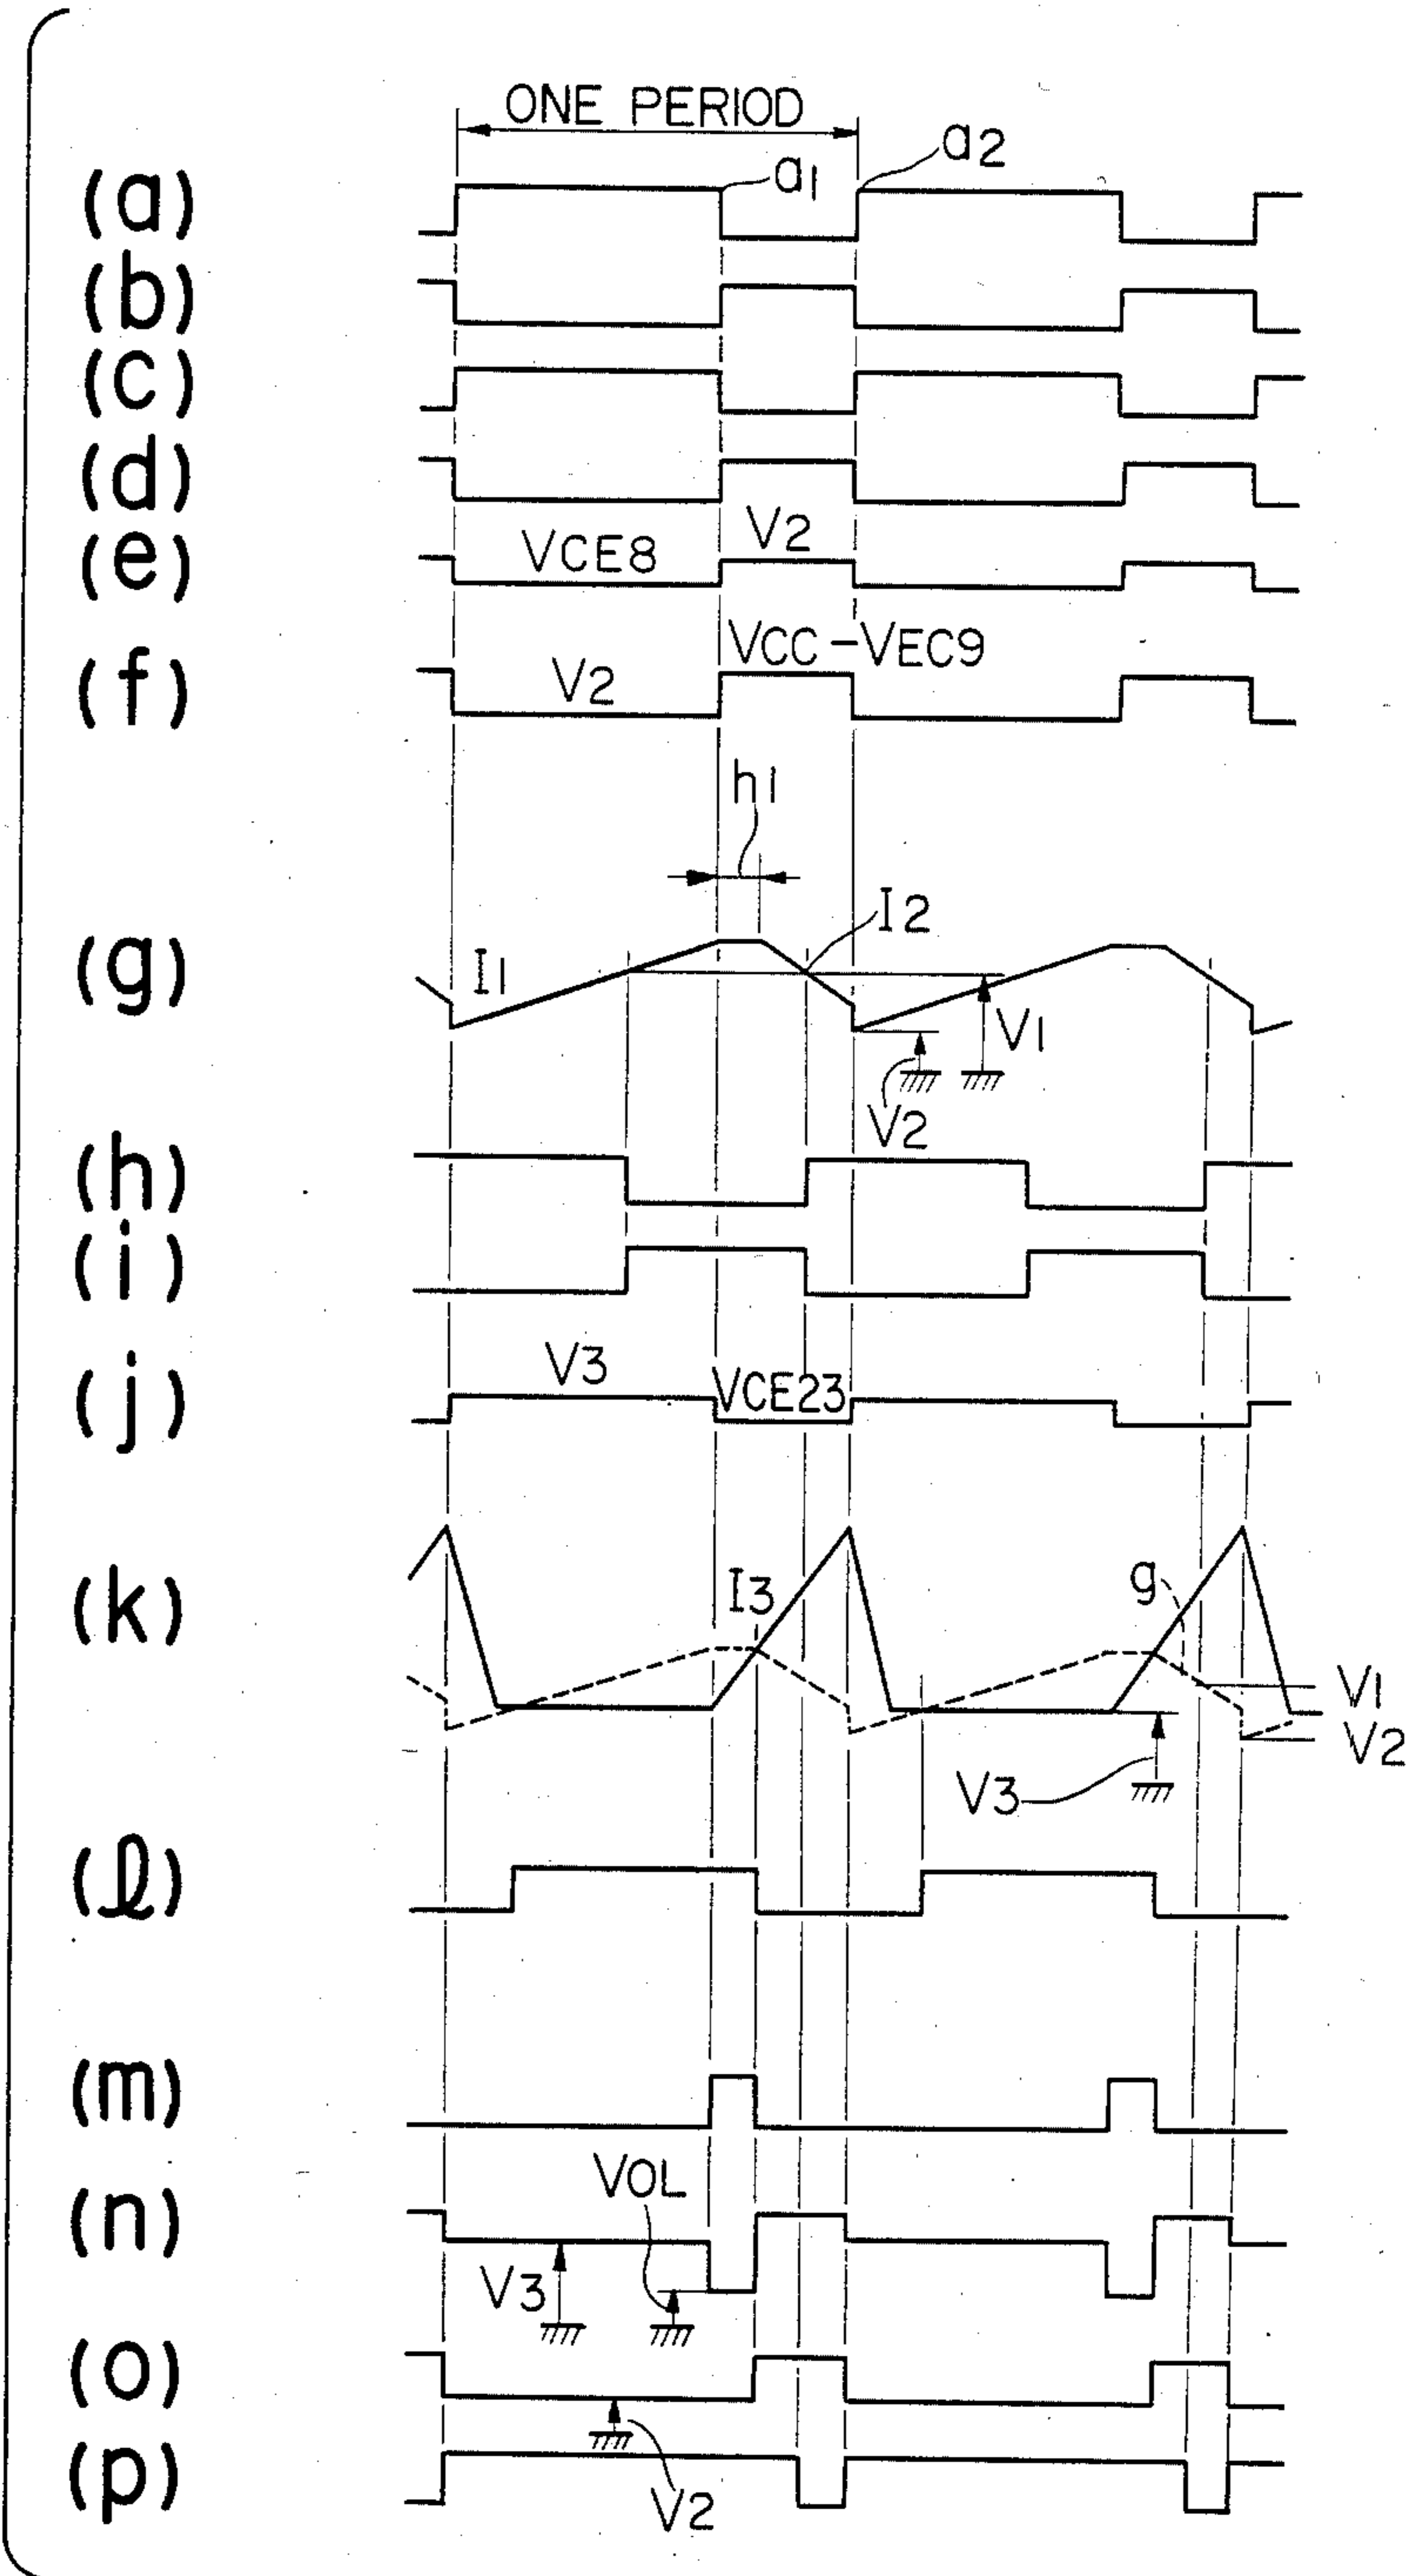 ONE PERIOD
a1
a2
(a)
(b)
(c)
(d)
(e) VCE8 V2
(f) V2 VCC-VEC9
h1
(g) I1 I2
V1
V2
(h)
(i)
(j) V3 VCE23
(k) I3 g
V1
V2
V3
(l)
(m)
(n) VOL
V3
(o)
(p)
V2